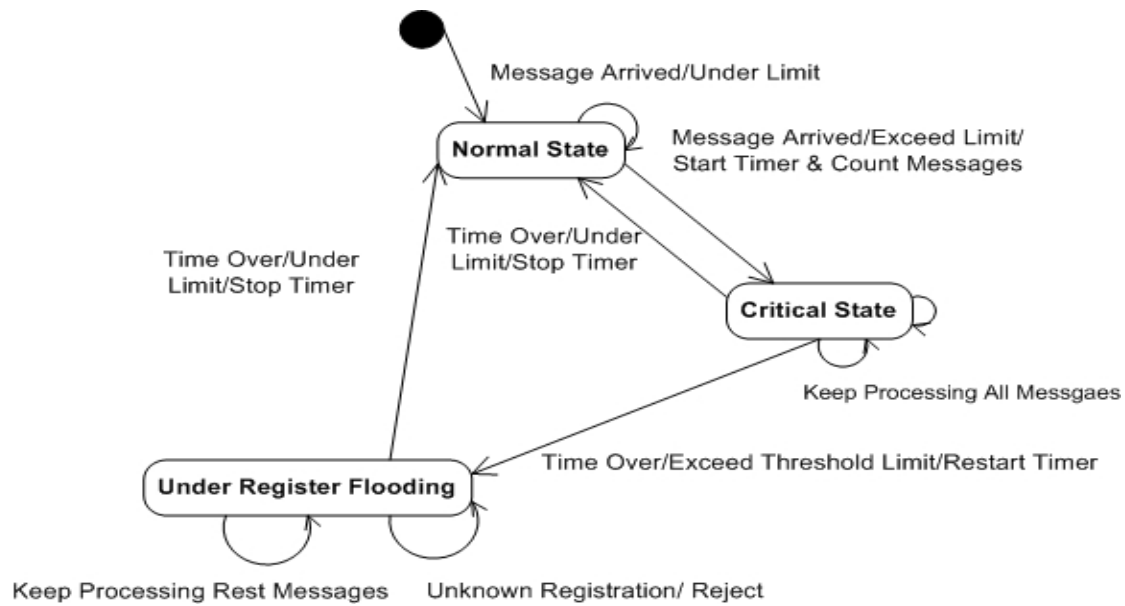 Message Arrived/Under Limit
Normal State
Message Arrived/Exceed Limit/
Start Timer & Count Messages
Time Over/Under
Limit/Stop Timer
Time Over/Under
Limit/Stop Timer
Critical State
Keep Processing All Messgaes
Time Over/Exceed Threshold Limit/Restart Timer
Under Register Flooding
Keep Processing Rest Messages
Unknown Registration/ Reject